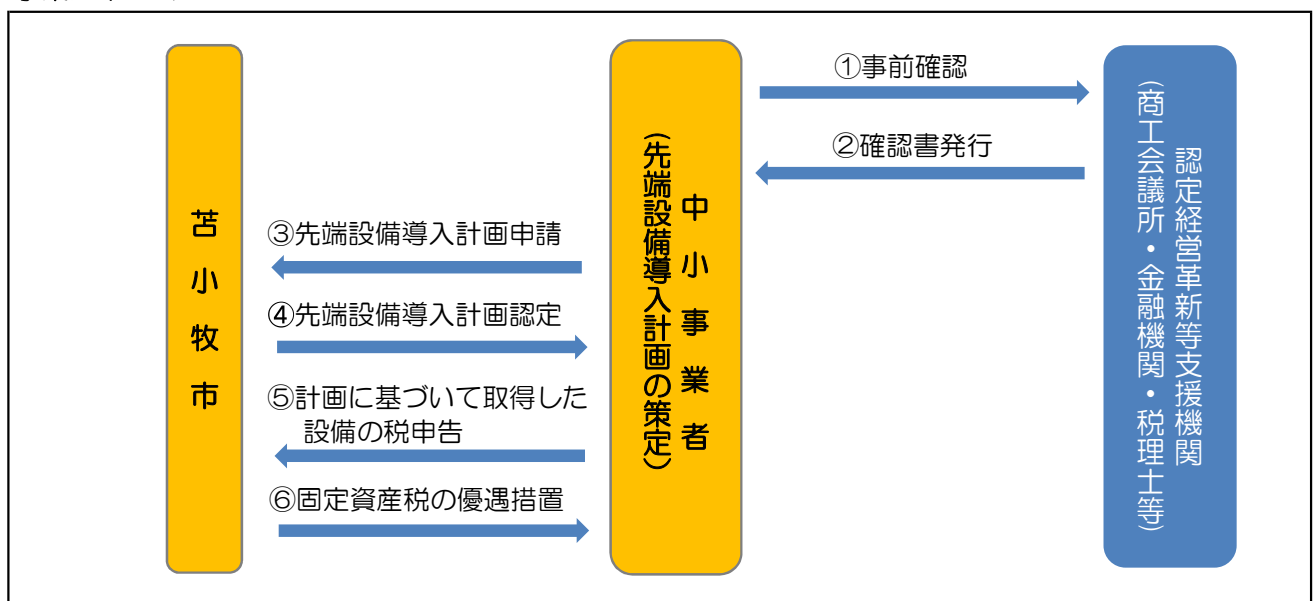 苫小牧市
③先端設備導入計画申請
④先端設備導入計画認定
⑤計画に基づいて取得した
設備の税申告
⑥固定資産税の優遇措置
中小事業者
（先端設備導入計画の策定）
①事前確認
②確認書発行
認定経営革新等支援機関
（商工会議所・金融機関・税理士等）